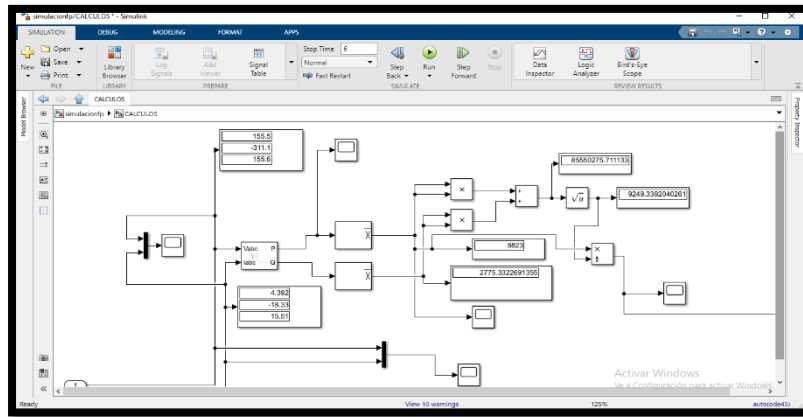 simulacionfp/CALCULOS * - Simulink
SIMULATION DEBUG MODELING FORMAT APPS
New
Open
Save
Print
FILE
Library Browser
LIBRARY
Log Signals
Add Viewer
Signal Table
PREPARE
Stop Time 6
Normal
Fast Restart
Step Back
Run
Step Forward
Stop
SIMULATE
Data Inspector
Logic Analyzer
Bird's-Eye Scope
REVIEW RESULTS
CALCULOS
simulacionfp CALCULOS
Model Browser
Property Inspector
155.5
-311.1
155.6
Vabc P
Iabc Q
4.392
-18.33
15.51
×
×
+
+
√u
85550275.711133
9249.3392040261
8823
2775.3322691355
×
÷
1
Activar Windows
Ve a Configuración para activar Windows.
Ready
View 10 warnings
125%
auto(ode45)